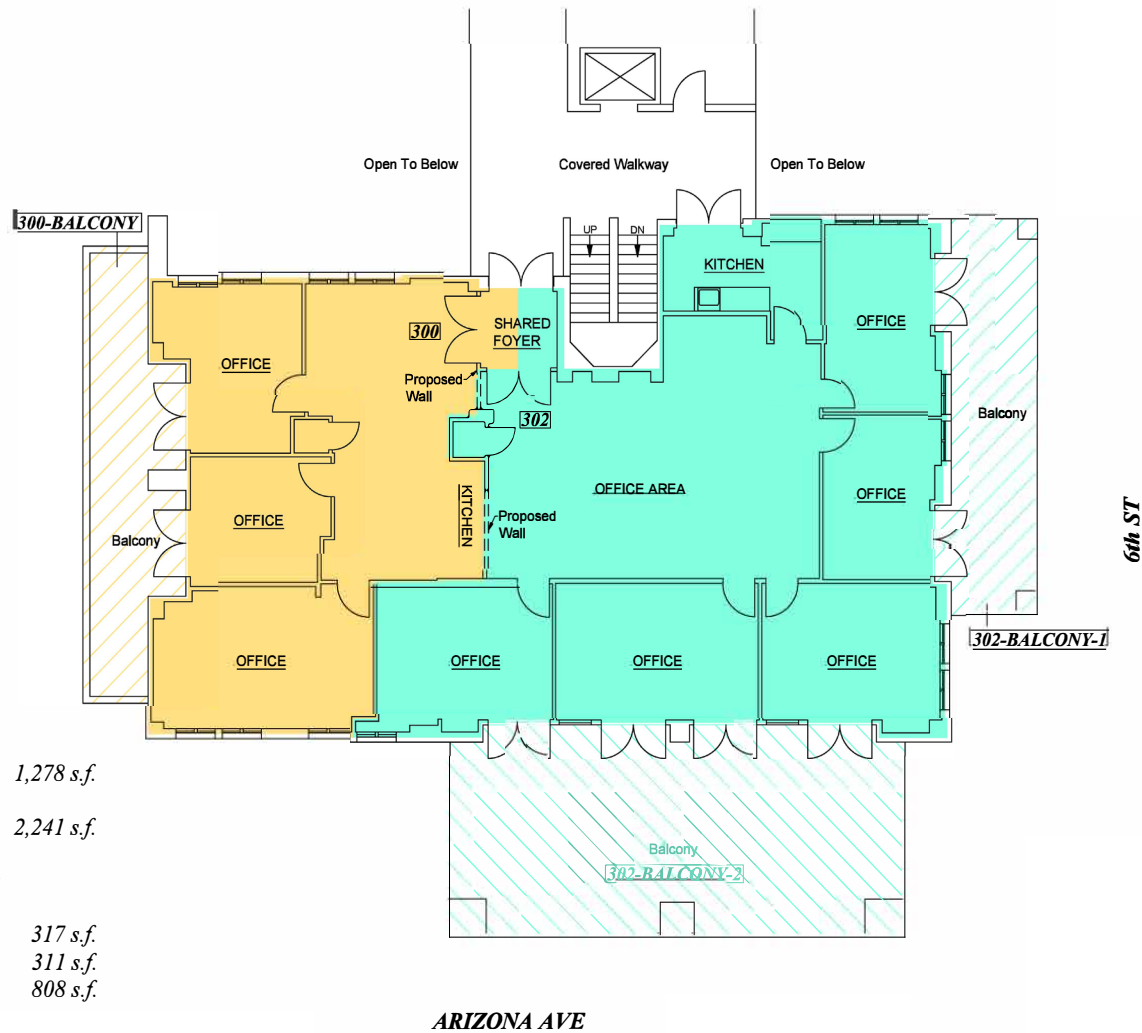 Open To Below
Covered Walkway
Open To Below
300-BALCONY
UP
DN
KITCHEN
OFFICE
SHARED
FOYER
300
OFFICE
Proposed
Wall
302
Balcony
OFFICE AREA
OFFICE
KITCHEN
Proposed
Wall
OFFICE
Balcony
6th ST
302-BALCONY-1
OFFICE
OFFICE
OFFICE
OFFICE
1,278 s.f.
2,241 s.f.
Balcony
302-BALCONY-2
317 s.f.
311 s.f.
808 s.f.
ARIZONA AVE